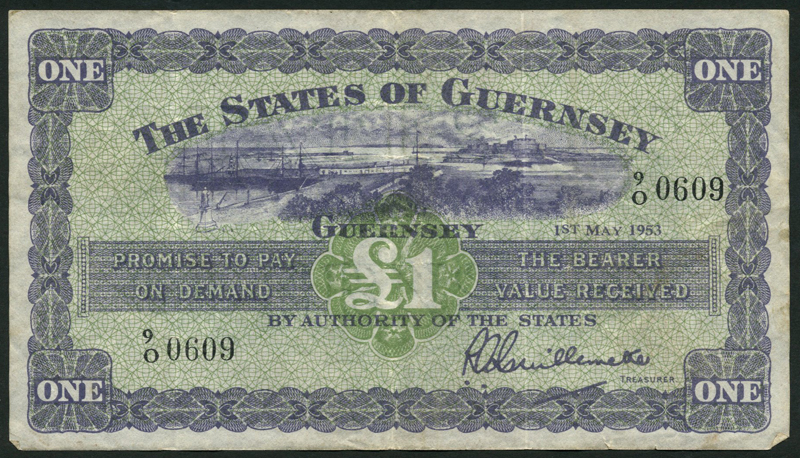 ONE ONE
THE STATES OF GUERNSEY
9/O 0609
GUERNSEY 1ST MAY 1953
PROMISE TO PAY THE BEARER
£1
ON DEMAND VALUE RECEIVED
BY AUTHORITY OF THE STATES
9/O 0609
TREASURER
ONE ONE